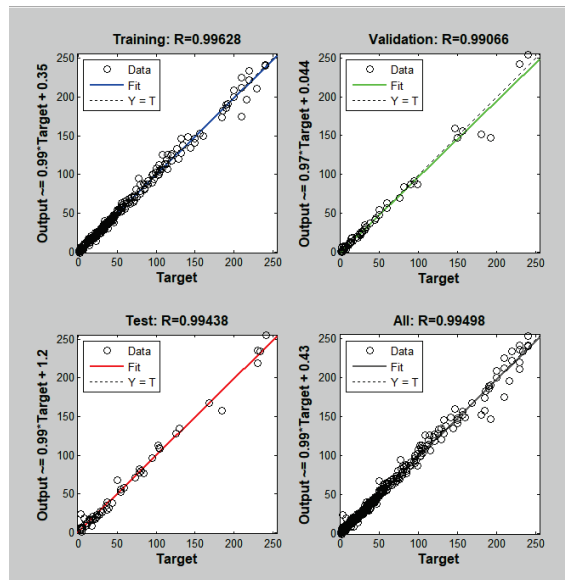 Training: R=0.99628
Output ~= 0.99*Target + 0.35
250
200
150
100
50
0
Data
Fit
Y = T
0 50 100 150 200 250
Target
Validation: R=0.99066
Output ~= 0.97*Target + 0.044
250
200
150
100
50
0
Data
Fit
Y = T
0 50 100 150 200 250
Target
Test: R=0.99438
Output ~= 0.99*Target + 1.2
250
200
150
100
50
0
Data
Fit
Y = T
0 50 100 150 200 250
Target
All: R=0.99498
Output ~= 0.99*Target + 0.43
250
200
150
100
50
0
Data
Fit
Y = T
0 50 100 150 200 250
Target